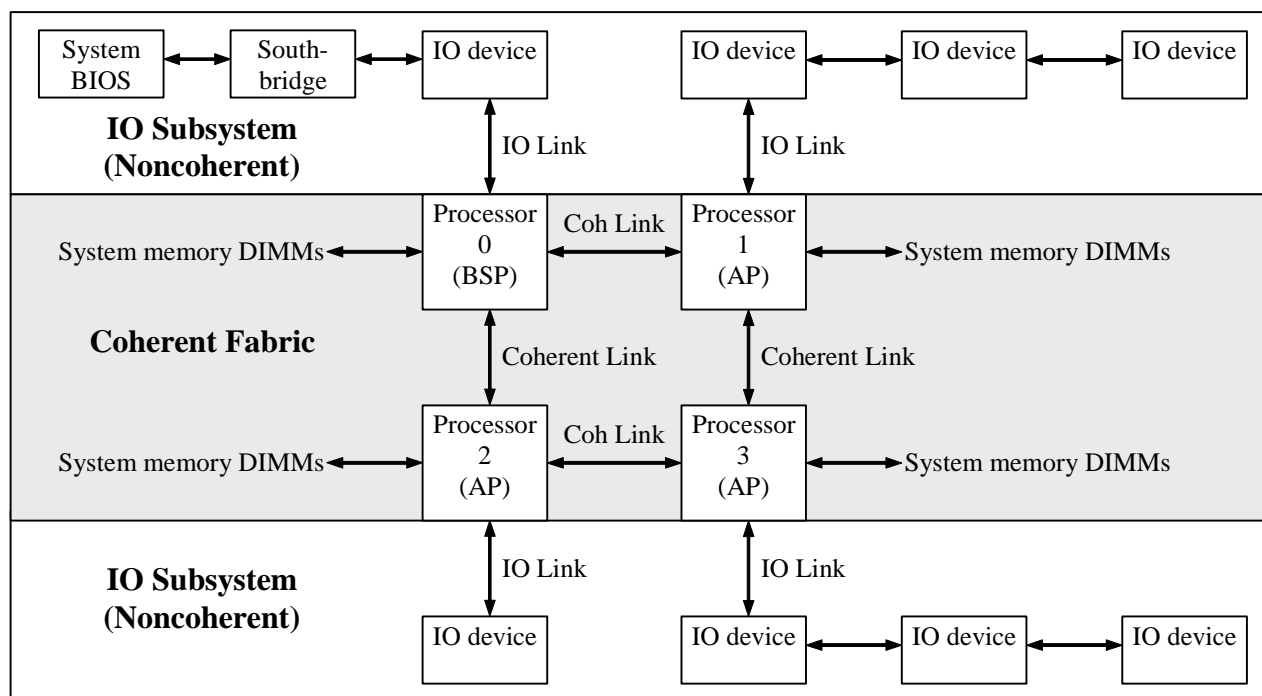 System
BIOS
South-
bridge
IO device
IO device
IO device
IO device
IO Subsystem
(Noncoherent)
IO Link
IO Link
Processor
0
(BSP)
Coh Link
Processor
1
(AP)
System memory DIMMs
System memory DIMMs
Coherent Fabric
Coherent Link
Coherent Link
Processor
2
(AP)
Coh Link
Processor
3
(AP)
System memory DIMMs
System memory DIMMs
IO Subsystem
(Noncoherent)
IO Link
IO Link
IO device
IO device
IO device
IO device